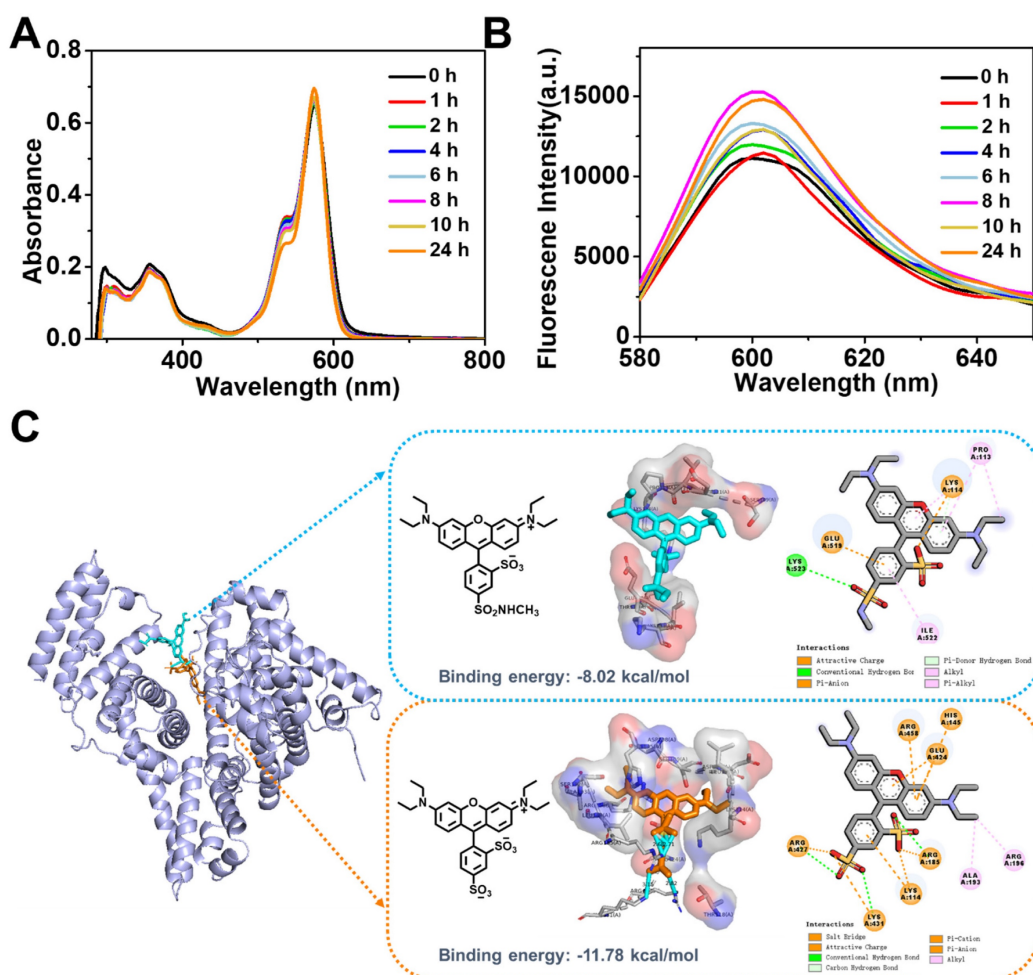 A
Absorbance
0.8
0.6
0.4
0.2
0.0
400
600
800
Wavelength (nm)
0 h
1 h
2 h
4 h
6 h
8 h
10 h
24 h
B
Fluorescene Intensity(a.u.)
15000
10000
5000
0
580
600
620
640
Wavelength (nm)
0 h
1 h
2 h
4 h
6 h
8 h
10 h
24 h
C
N
O
N
+
SO3
−
SO2NHCH3
Binding energy: -8.02 kcal/mol
PRO
A:113
LYS
A:114
GLU
A:519
LYS
A:523
ILE
A:522
Interactions
Attractive Charge
Conventional Hydrogen Bon
Pi-Anion
Pi-Donor Hydrogen Bond
Alkyl
Pi-Alkyl
N
O
N
+
SO3
−
SO3
−
Binding energy: -11.78 kcal/mol
HIS
A:145
ARG
A:458
GLU
A:424
ARG
A:427
ARG
A:185
LYS
A:114
LYS
A:431
ALA
A:193
ARG
A:196
Interactions
Salt Bridge
Attractive Charge
Conventional Hydrogen Bond
Carbon Hydrogen Bond
Pi-Cation
Pi-Anion
Alkyl